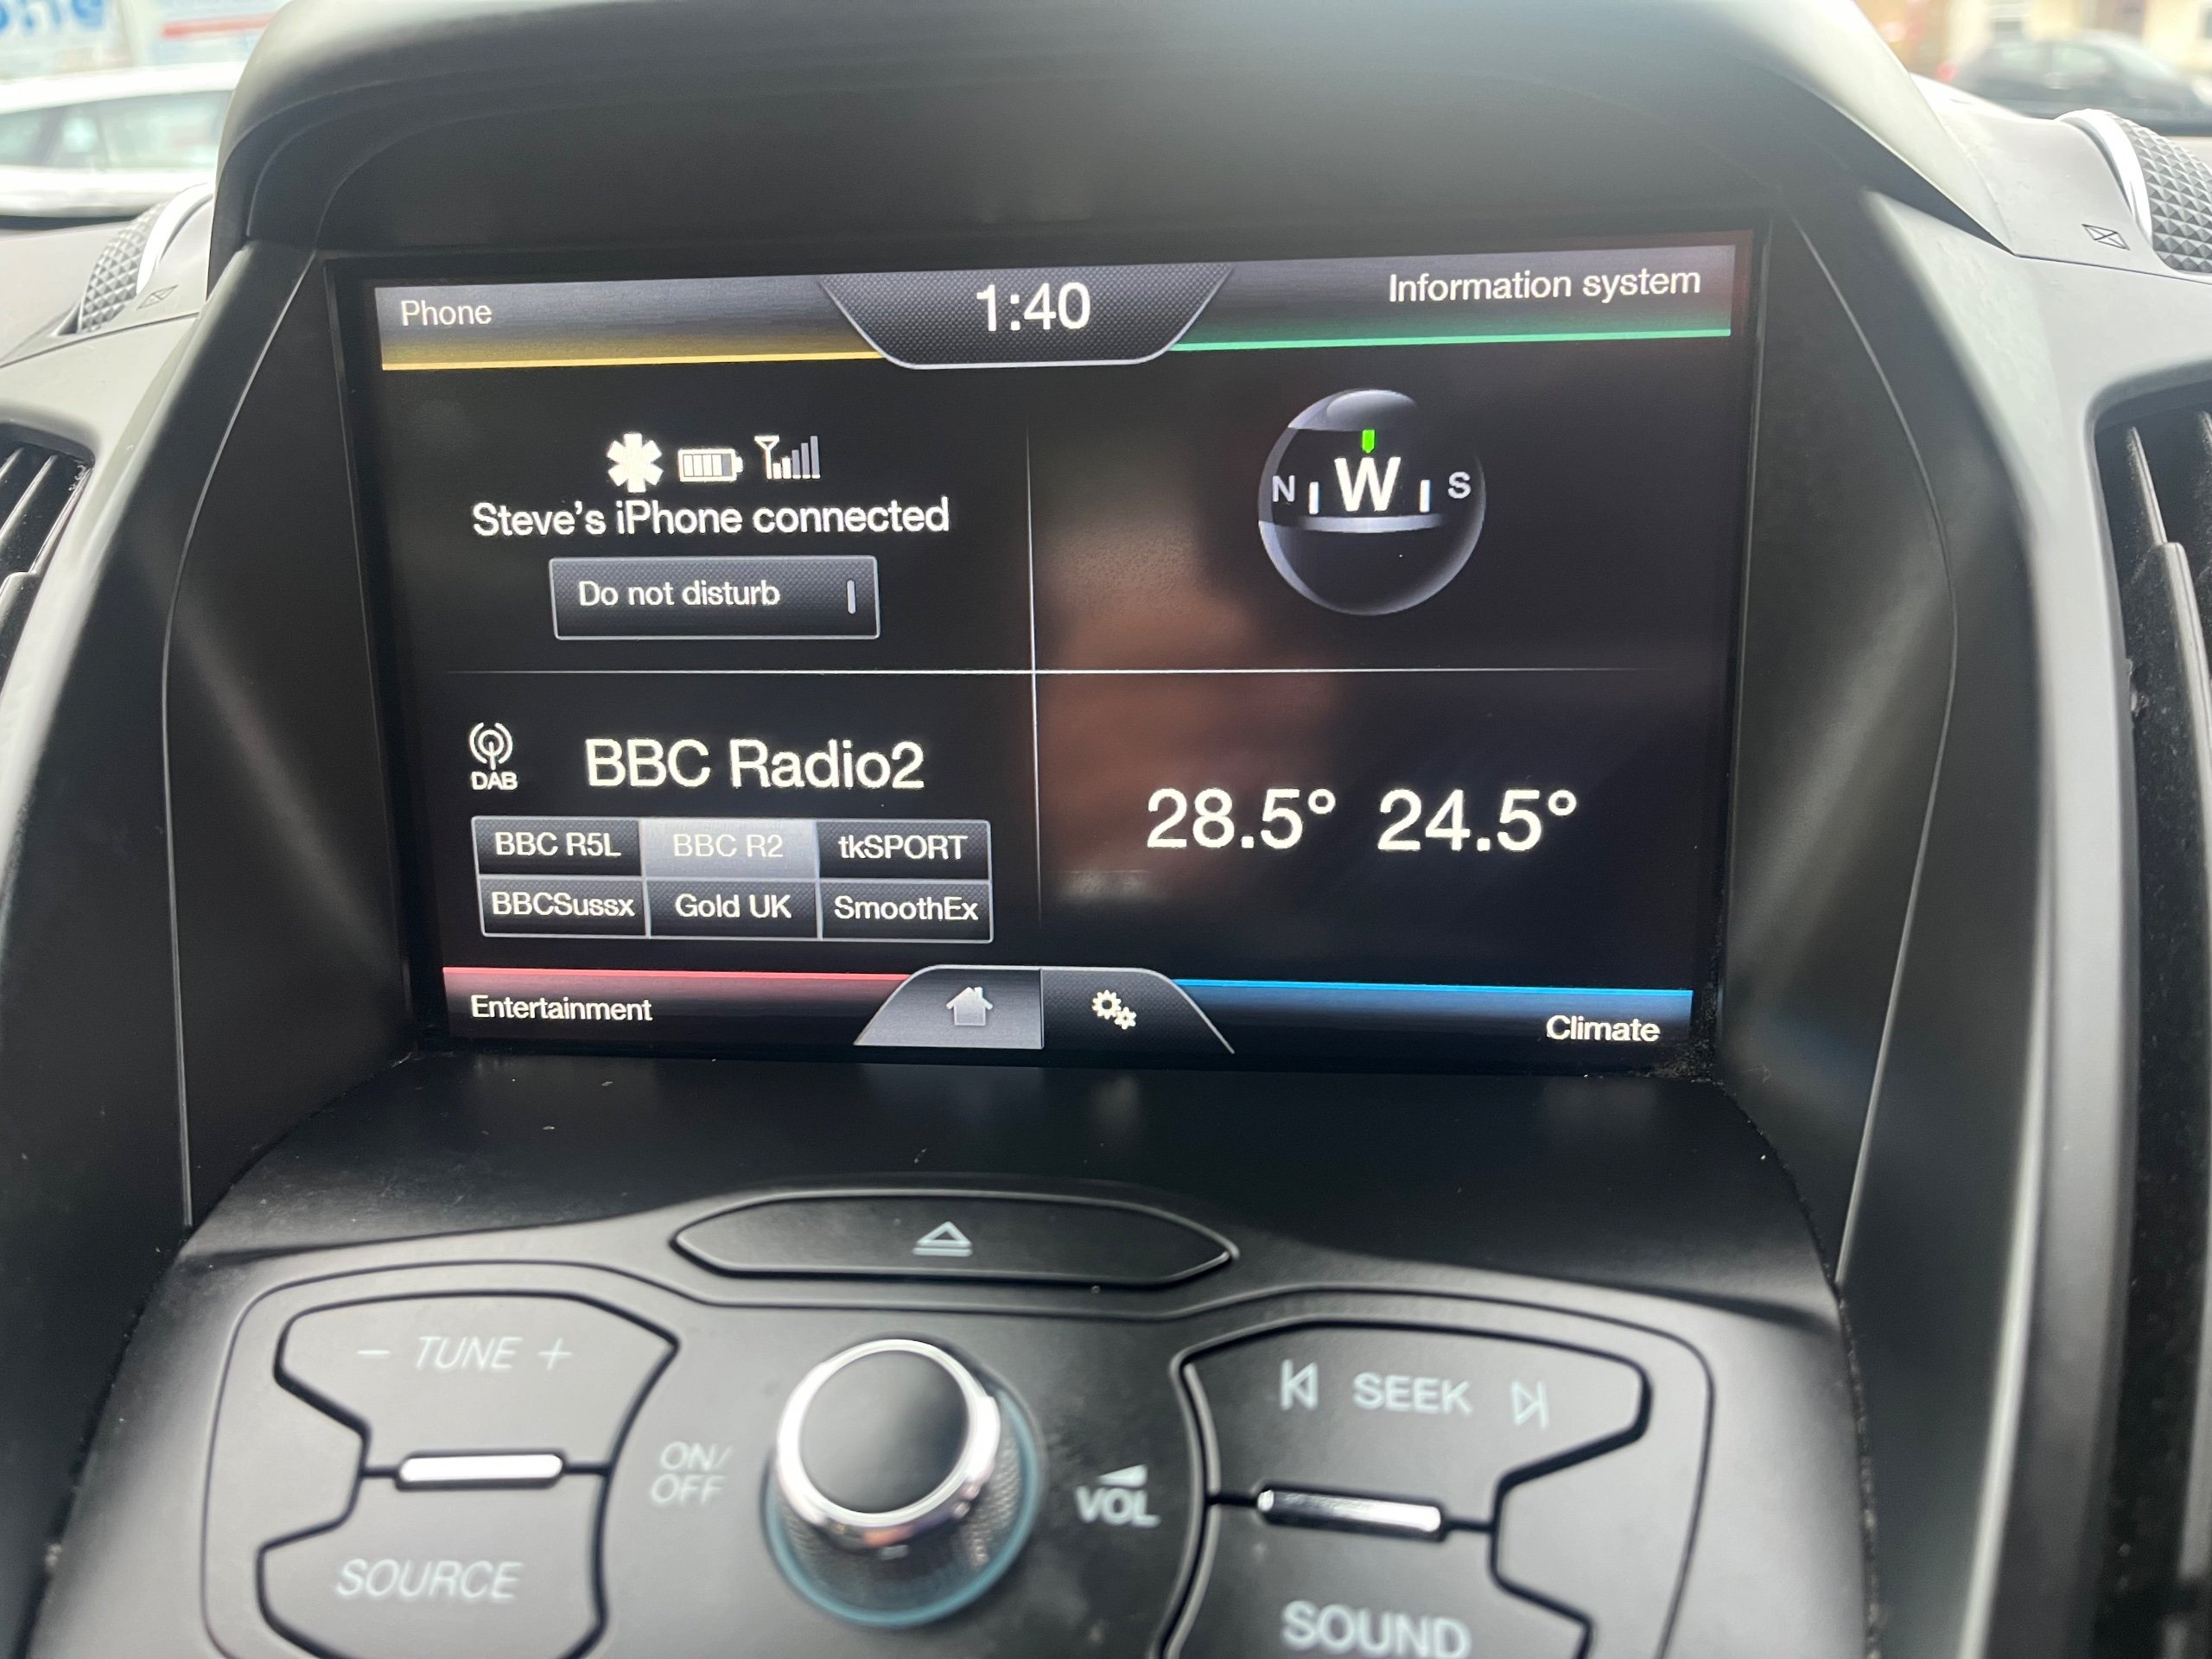 Phone
1:40
Information system
Steve's iPhone connected
Do not disturb
N W S
DAB
BBC Radio2
BBC R5L BBC R2 tkSPORT
BBCSussx Gold UK SmoothEx
28.5° 24.5°
Entertainment
Climate
− TUNE +
SEEK
ON/
OFF
VOL
SOURCE
SOUND